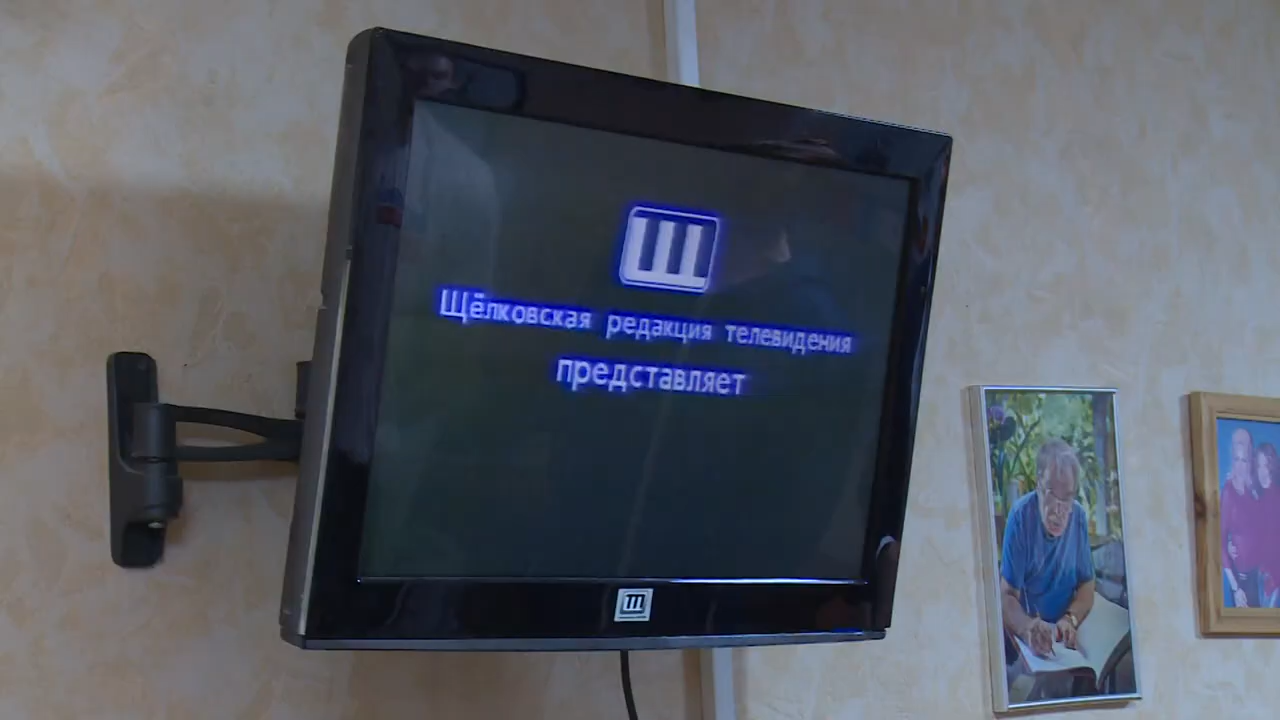 Щ
Щёлковская редакция телевидения
представляет